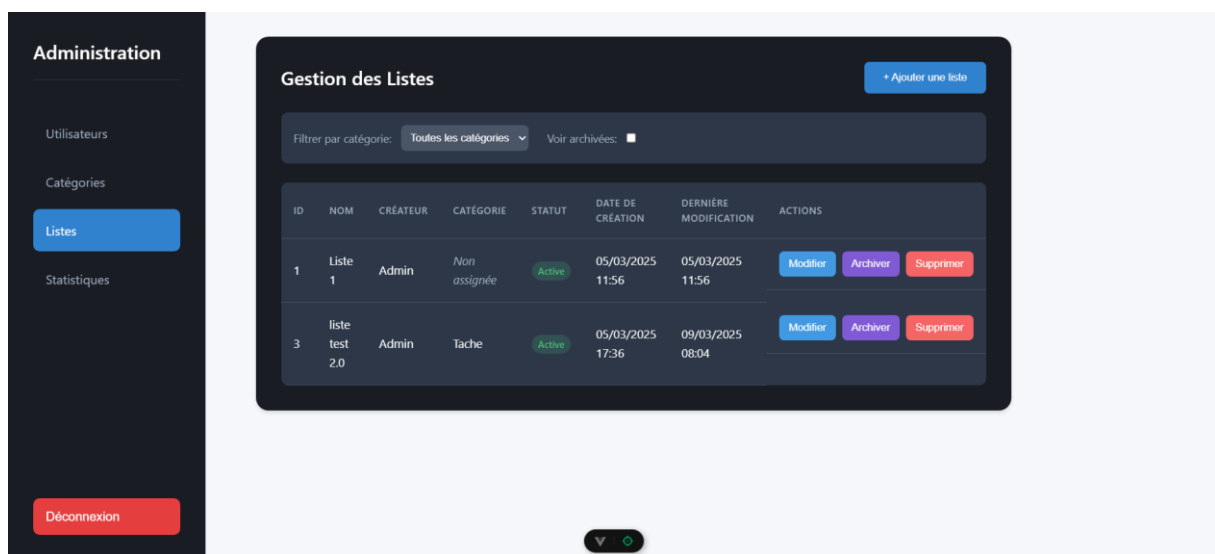 Administration
Utilisateurs
Catégories
Listes
Statistiques
Déconnexion
Gestion des Listes
+ Ajouter une liste
Filtrer par catégorie: Toutes les catégories Voir archivées:
ID NOM CRÉATEUR CATÉGORIE STATUT DATE DE CRÉATION DERNIÈRE MODIFICATION ACTIONS
1 Liste 1 Admin Non assignée Active 05/03/2025 11:56 05/03/2025 11:56 Modifier Archiver Supprimer
3 liste test 2.0 Admin Tache Active 05/03/2025 17:36 09/03/2025 08:04 Modifier Archiver Supprimer